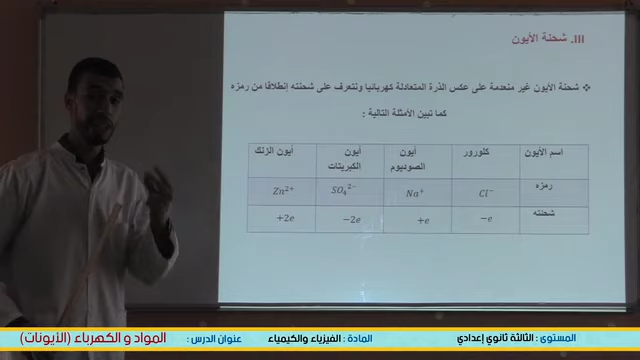 III. شحنة الأيون
❖ شحنة الأيون غير منعدمة على عكس الذرة المتعادلة كهربائيا ونتعرف على شحنته إنطلاقا من رمزه
كما تبين الأمثلة التالية :
اسم الأيون كلورور أيون الصوديوم أيون الكبريتات أيون الزنك
رمزه Cl⁻ Na⁺ SO₄²⁻ Zn²⁺
شحنته −e +e −2e +2e
المستوى : الثالثة ثانوي إعدادي المادة : الفيزياء والكيمياء عنوان الدرس : المواد و الكهرباء (الأيونات)